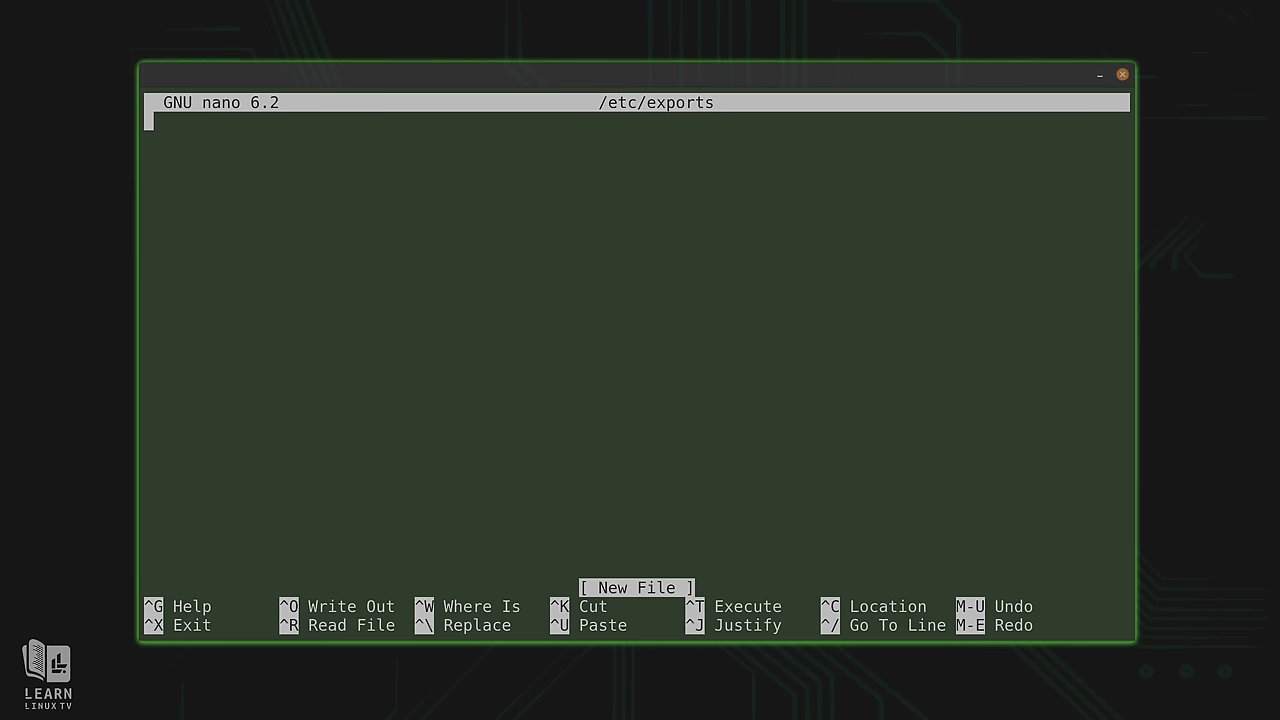 GNU nano 6.2 /etc/exports
[ New File ]
^G Help ^O Write Out ^W Where Is ^K Cut ^T Execute ^C Location M-U Undo
^X Exit ^R Read File ^\ Replace ^U Paste ^J Justify ^/ Go To Line M-E Redo
LEARN
LINUX TV